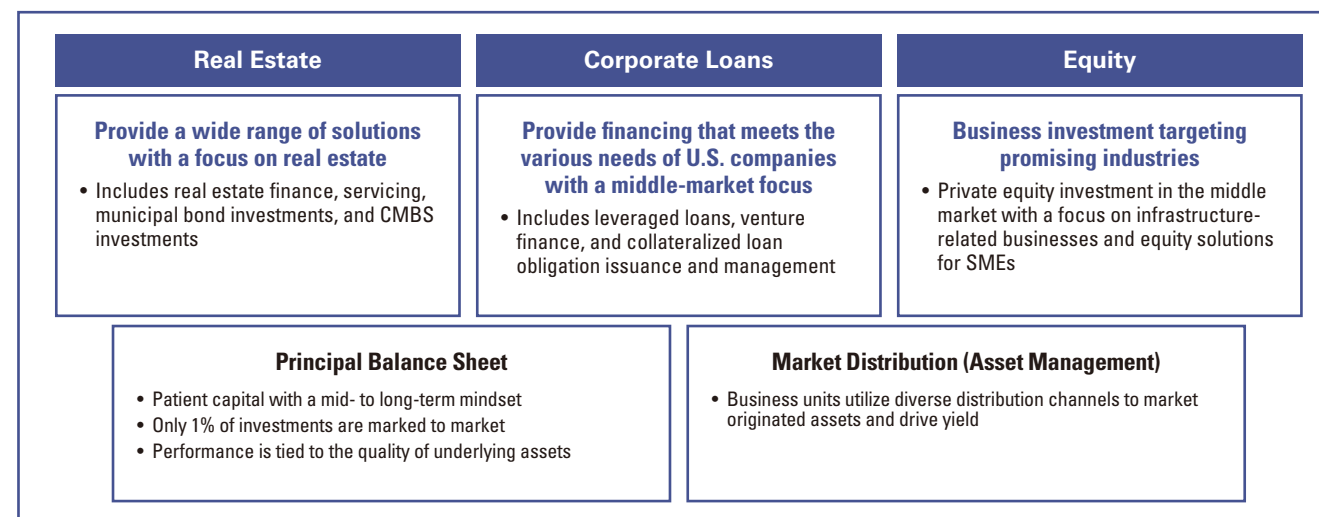 Real Estate
Provide a wide range of solutions
with a focus on real estate
• Includes real estate finance, servicing,
municipal bond investments, and CMBS
investments
Corporate Loans
Provide financing that meets the
various needs of U.S. companies
with a middle-market focus
• Includes leveraged loans, venture
finance, and collateralized loan
obligation issuance and management
Equity
Business investment targeting
promising industries
• Private equity investment in the middle
market with a focus on infrastructure-
related businesses and equity solutions
for SMEs
Principal Balance Sheet
• Patient capital with a mid- to long-term mindset
• Only 1% of investments are marked to market
• Performance is tied to the quality of underlying assets
Market Distribution (Asset Management)
• Business units utilize diverse distribution channels to market
originated assets and drive yield